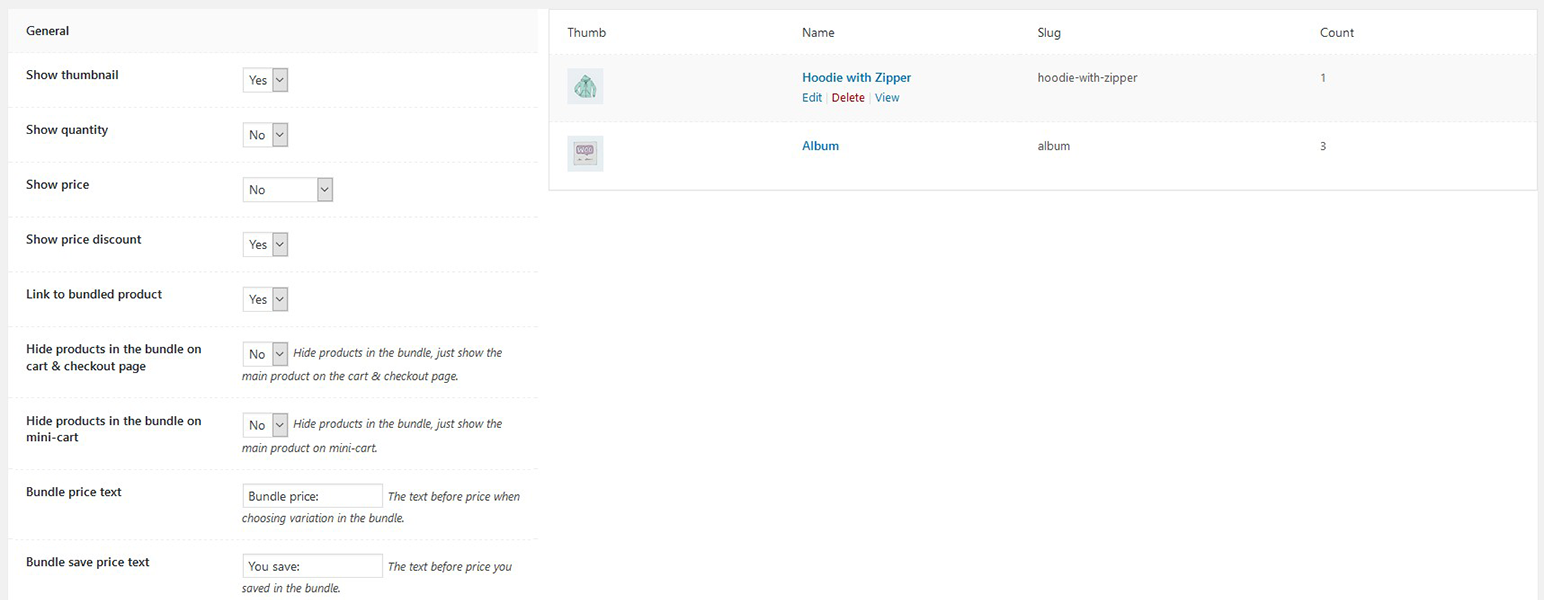 General
Show thumbnail
Yes
Show quantity
No
Show price
No
Show price discount
Yes
Link to bundled product
Yes
Hide products in the bundle on
cart & checkout page
No Hide products in the bundle, just show the
main product on the cart & checkout page.
Hide products in the bundle on
mini-cart
No Hide products in the bundle, just show the
main product on mini-cart.
Bundle price text
Bundle price: The text before price when
choosing variation in the bundle.
Bundle save price text
You save: The text before price you
saved in the bundle.
Thumb Name Slug Count
Hoodie with Zipper hoodie-with-zipper 1
Edit | Delete | View
WOO
Album album 3